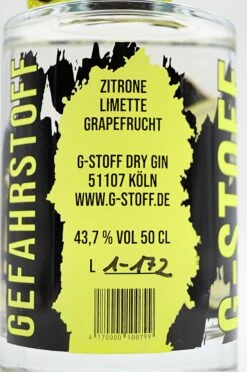 GEFAHRSTOFF
ZITRONE
LIMETTE
GRAPEFRUCHT
G-STOFF DRY GIN
51107 KÖLN
WWW.G-STOFF.DE
43,7 % VOL 50 CL
L 1-172
4170000100799
G-STOFF